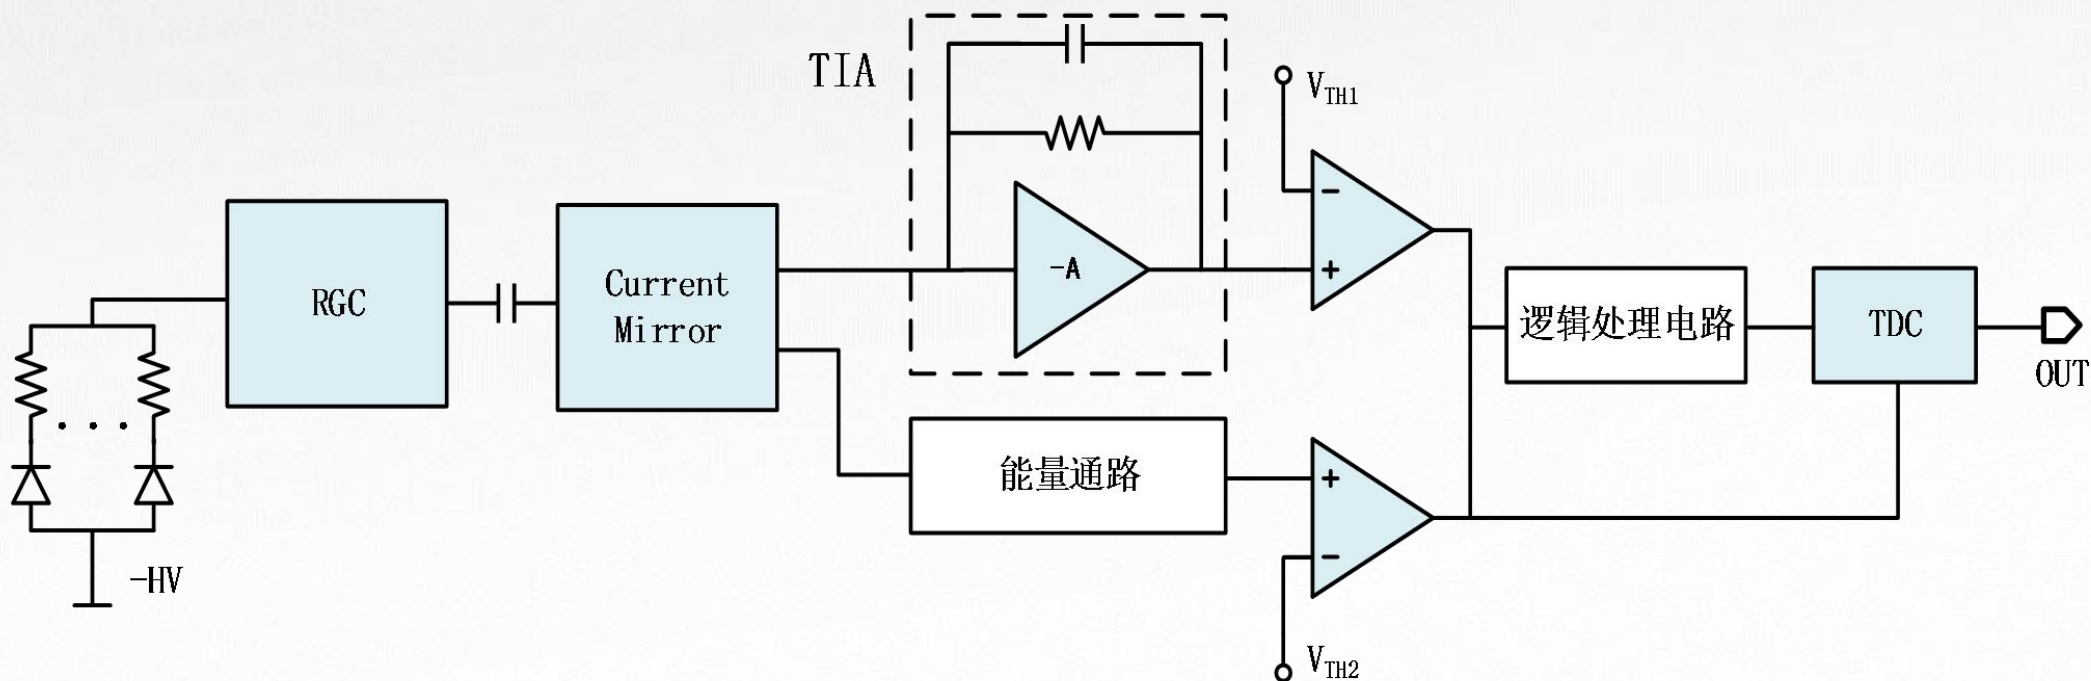 TIA
V_TH1
−
+
-A
RGC
Current
Mirror
逻辑处理电路
TDC
OUT
能量通路
+
−
-HV
V_TH2